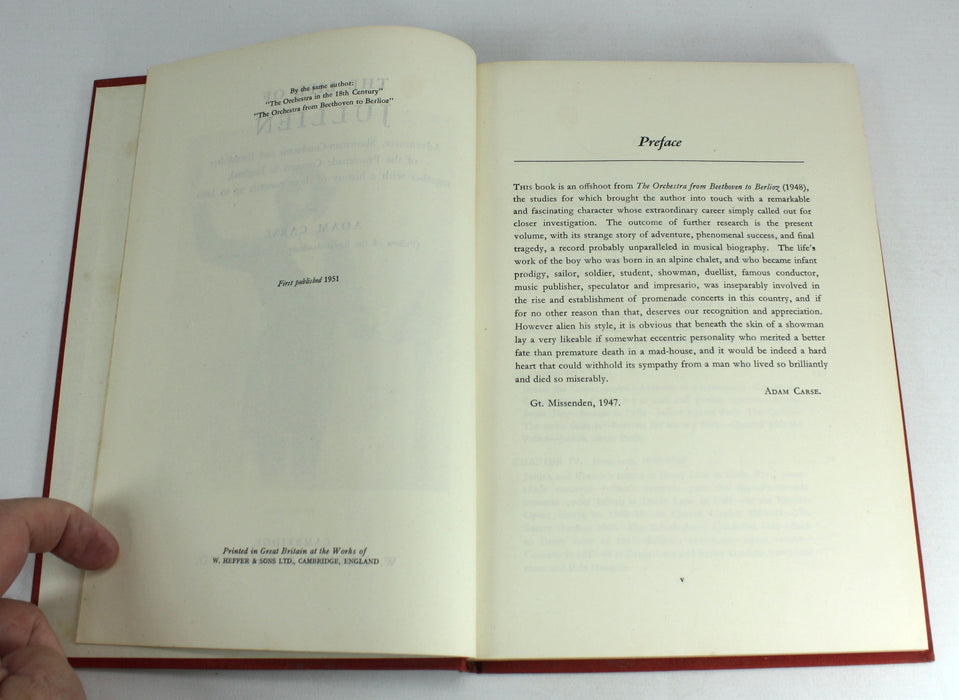 By the same author:
"The Orchestra in the 18th Century"
"The Orchestra from Beethoven to Berlioz"
First published 1951
Printed in Great Britain at the Works of
W. HEFFER & SONS LTD., CAMBRIDGE, ENGLAND
Preface
THIS book is an offshoot from The Orchestra from Beethoven to Berlioz (1948),
the studies for which brought the author into touch with a remarkable
and fascinating character whose extraordinary career simply called out for
closer investigation. The outcome of further research is the present
volume, with its strange story of adventure, phenomenal success, and final
tragedy, a record probably unparalleled in musical biography. The life's
work of the boy who was born in an alpine chalet, and who became infant
prodigy, sailor, soldier, student, showman, duellist, famous conductor,
music publisher, speculator and impresario, was inseparably involved in
the rise and establishment of promenade concerts in this country, and if
for no other reason than that, deserves our recognition and appreciation.
However alien his style, it is obvious that beneath the skin of a showman
lay a very likeable if somewhat eccentric personality who merited a better
fate than premature death in a mad-house, and it would be indeed a hard
heart that could withhold its sympathy from a man who lived so brilliantly
and died so miserably.
ADAM CARSE.
Gt. Missenden, 1947.
v